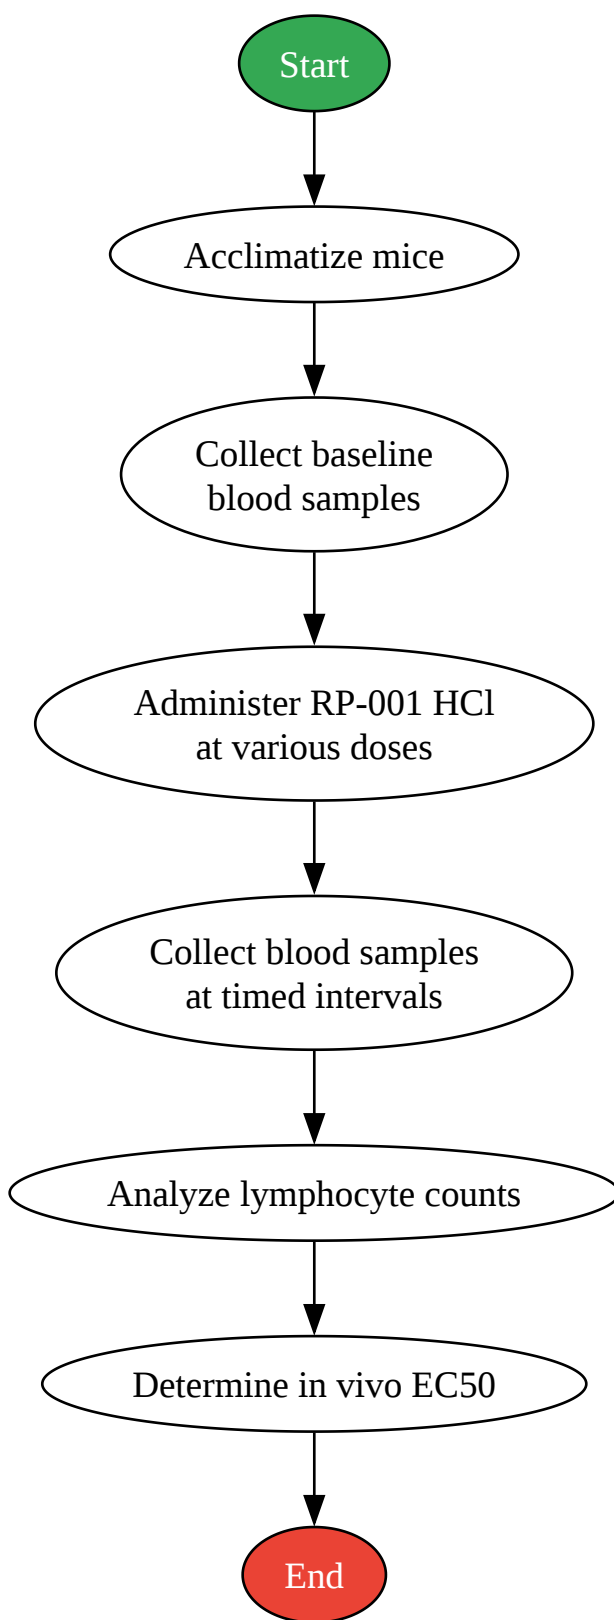 Start
Acclimatize mice
Collect baseline
blood samples
Administer RP-001 HCl
at various doses
Collect blood samples
at timed intervals
Analyze lymphocyte counts
Determine in vivo EC50
End